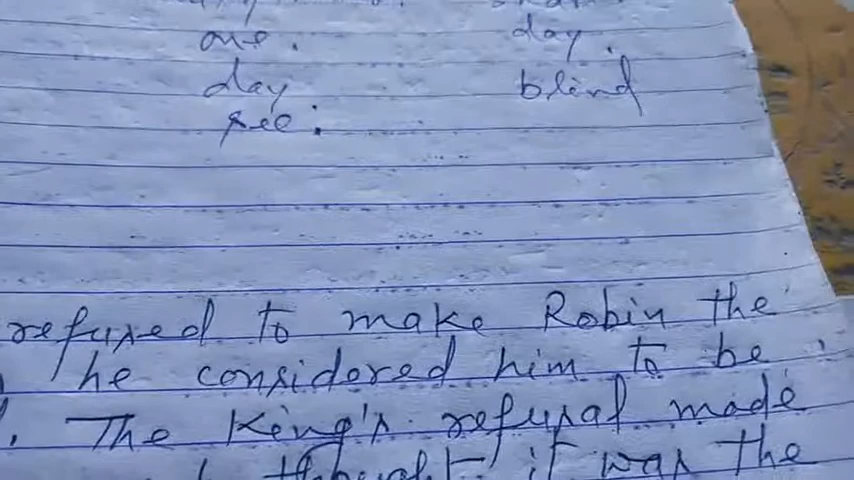 one. day.
day blind
see.
refused to make Robin the
he considered him to be
. The King's refusal made
thought it was the